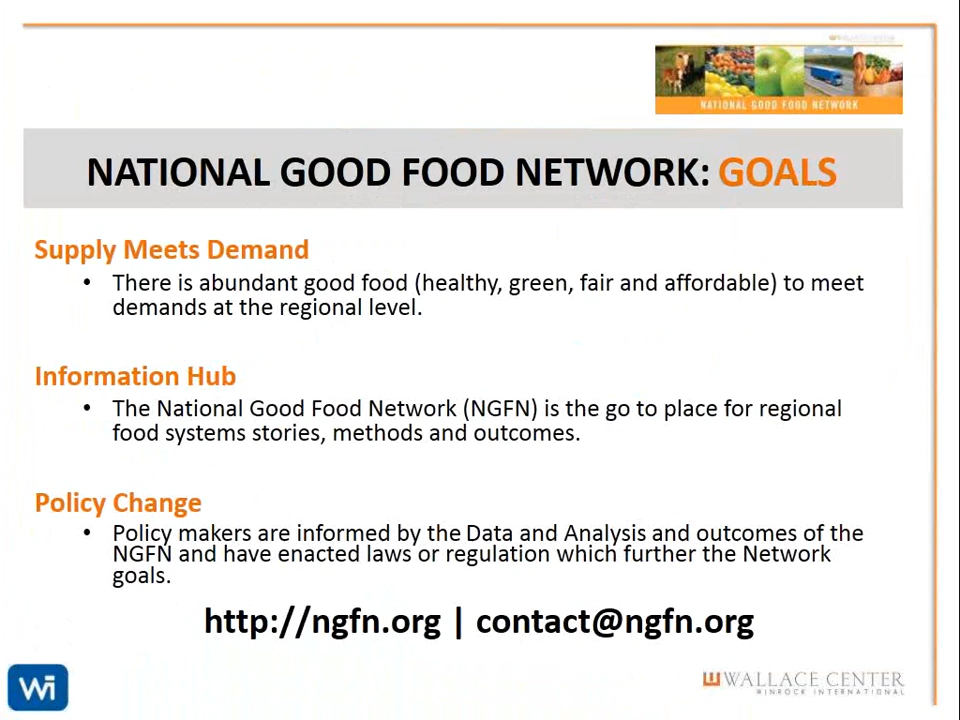 WALLACE CENTER
NATIONAL GOOD FOOD NETWORK
NATIONAL GOOD FOOD NETWORK: GOALS
Supply Meets Demand
• There is abundant good food (healthy, green, fair and affordable) to meet
demands at the regional level.
Information Hub
• The National Good Food Network (NGFN) is the go to place for regional
food systems stories, methods and outcomes.
Policy Change
• Policy makers are informed by the Data and Analysis and outcomes of the
NGFN and have enacted laws or regulation which further the Network
goals.
http://ngfn.org | contact@ngfn.org
Wi
WALLACE CENTER
WINROCK INTERNATIONAL